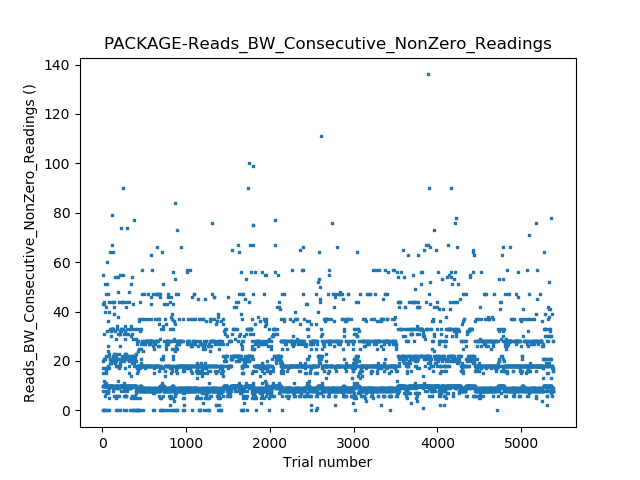 PACKAGE-Reads_BW_Consecutive_NonZero_Readings
Reads_BW_Consecutive_NonZero_Readings ()
140
120
100
80
60
40
20
0
0 1000 2000 3000 4000 5000
Trial number